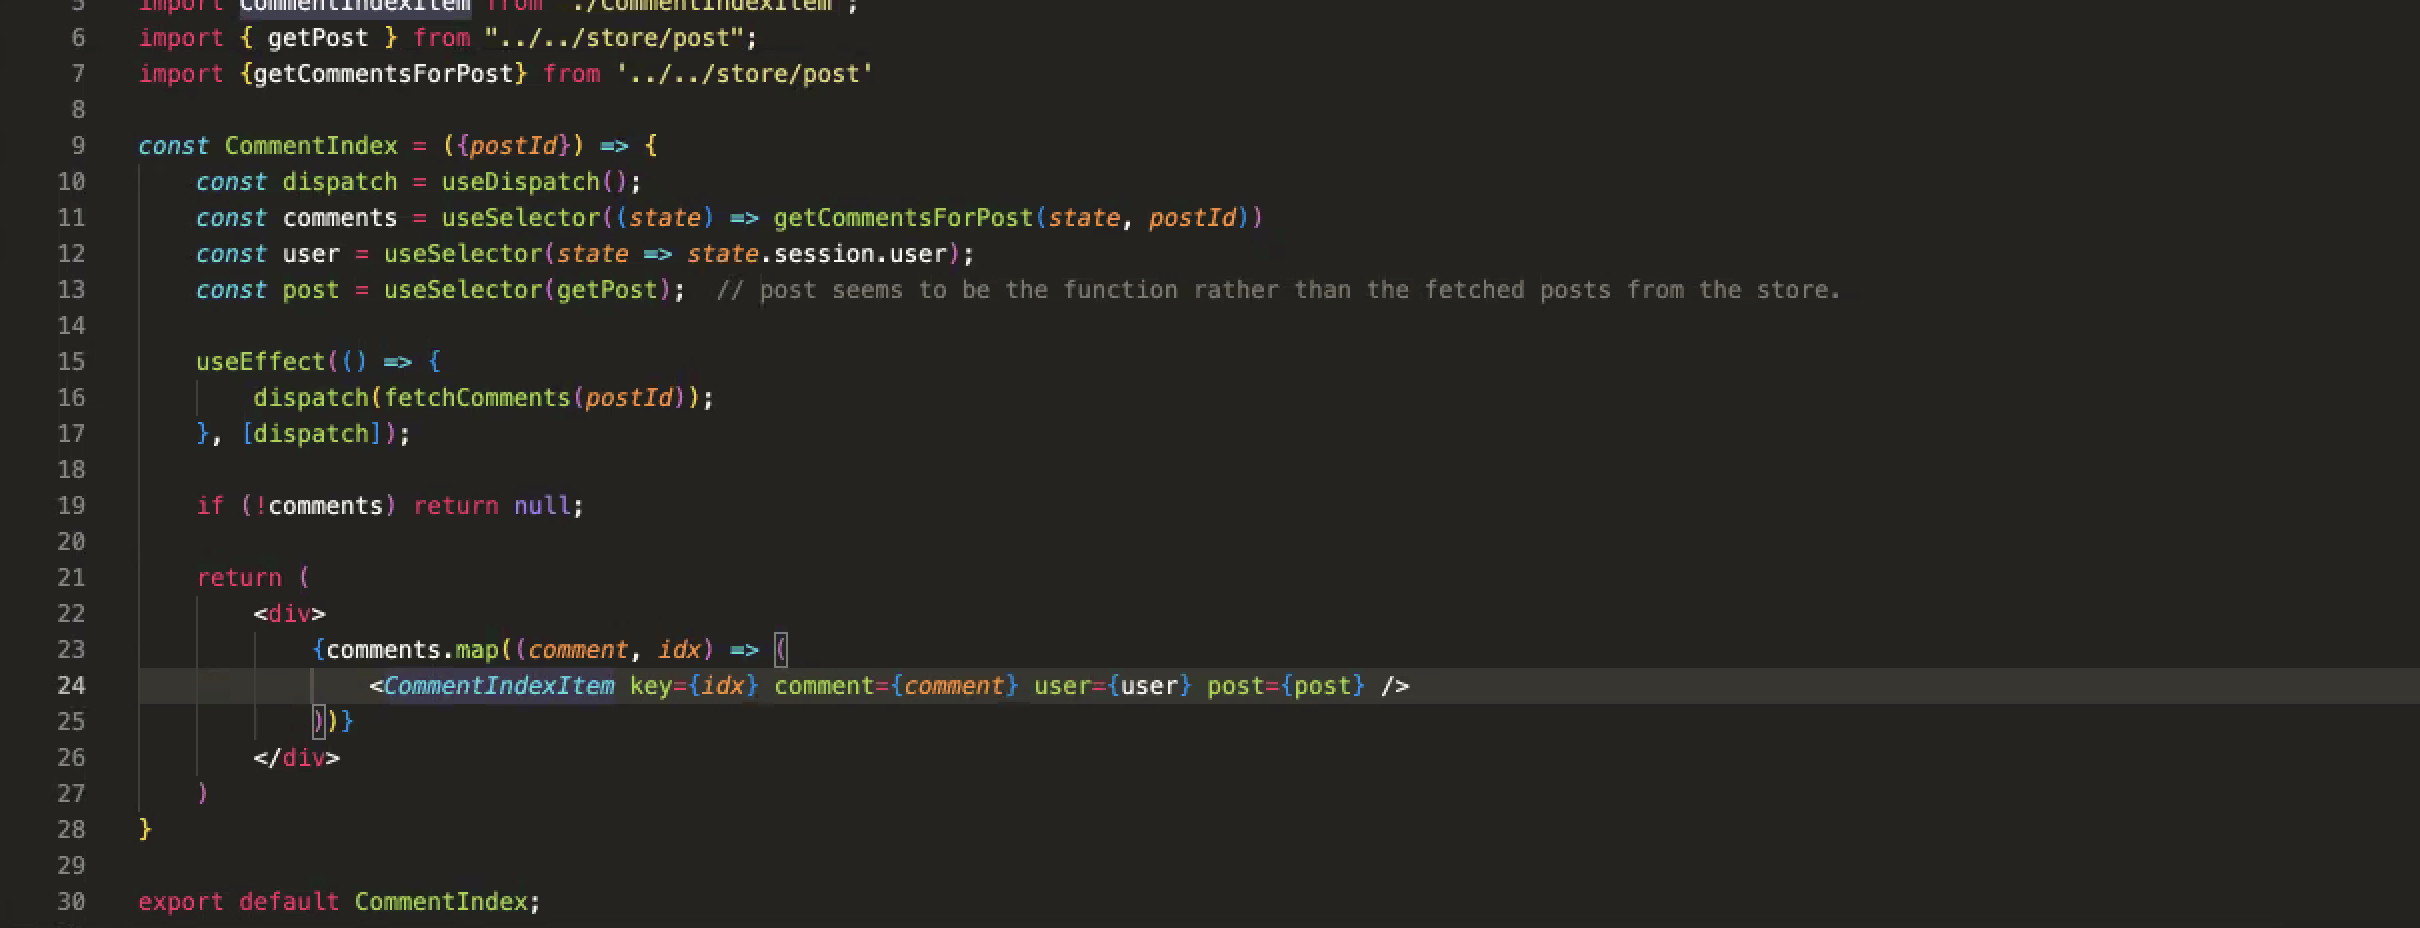 5 import CommentIndexItem from './CommentIndexItem';
6 import { getPost } from "../../store/post";
7 import {getCommentsForPost} from '../../store/post'
8
9 const CommentIndex = ({postId}) => {
10 const dispatch = useDispatch();
11 const comments = useSelector((state) => getCommentsForPost(state, postId))
12 const user = useSelector(state => state.session.user);
13 const post = useSelector(getPost); // post seems to be the function rather than the fetched posts from the store.
14
15 useEffect(() => {
16 dispatch(fetchComments(postId));
17 }, [dispatch]);
18
19 if (!comments) return null;
20
21 return (
22 <div>
23 {comments.map((comment, idx) => (
24 <CommentIndexItem key={idx} comment={comment} user={user} post={post} />
25 ))}
26 </div>
27 )
28 }
29
30 export default CommentIndex;